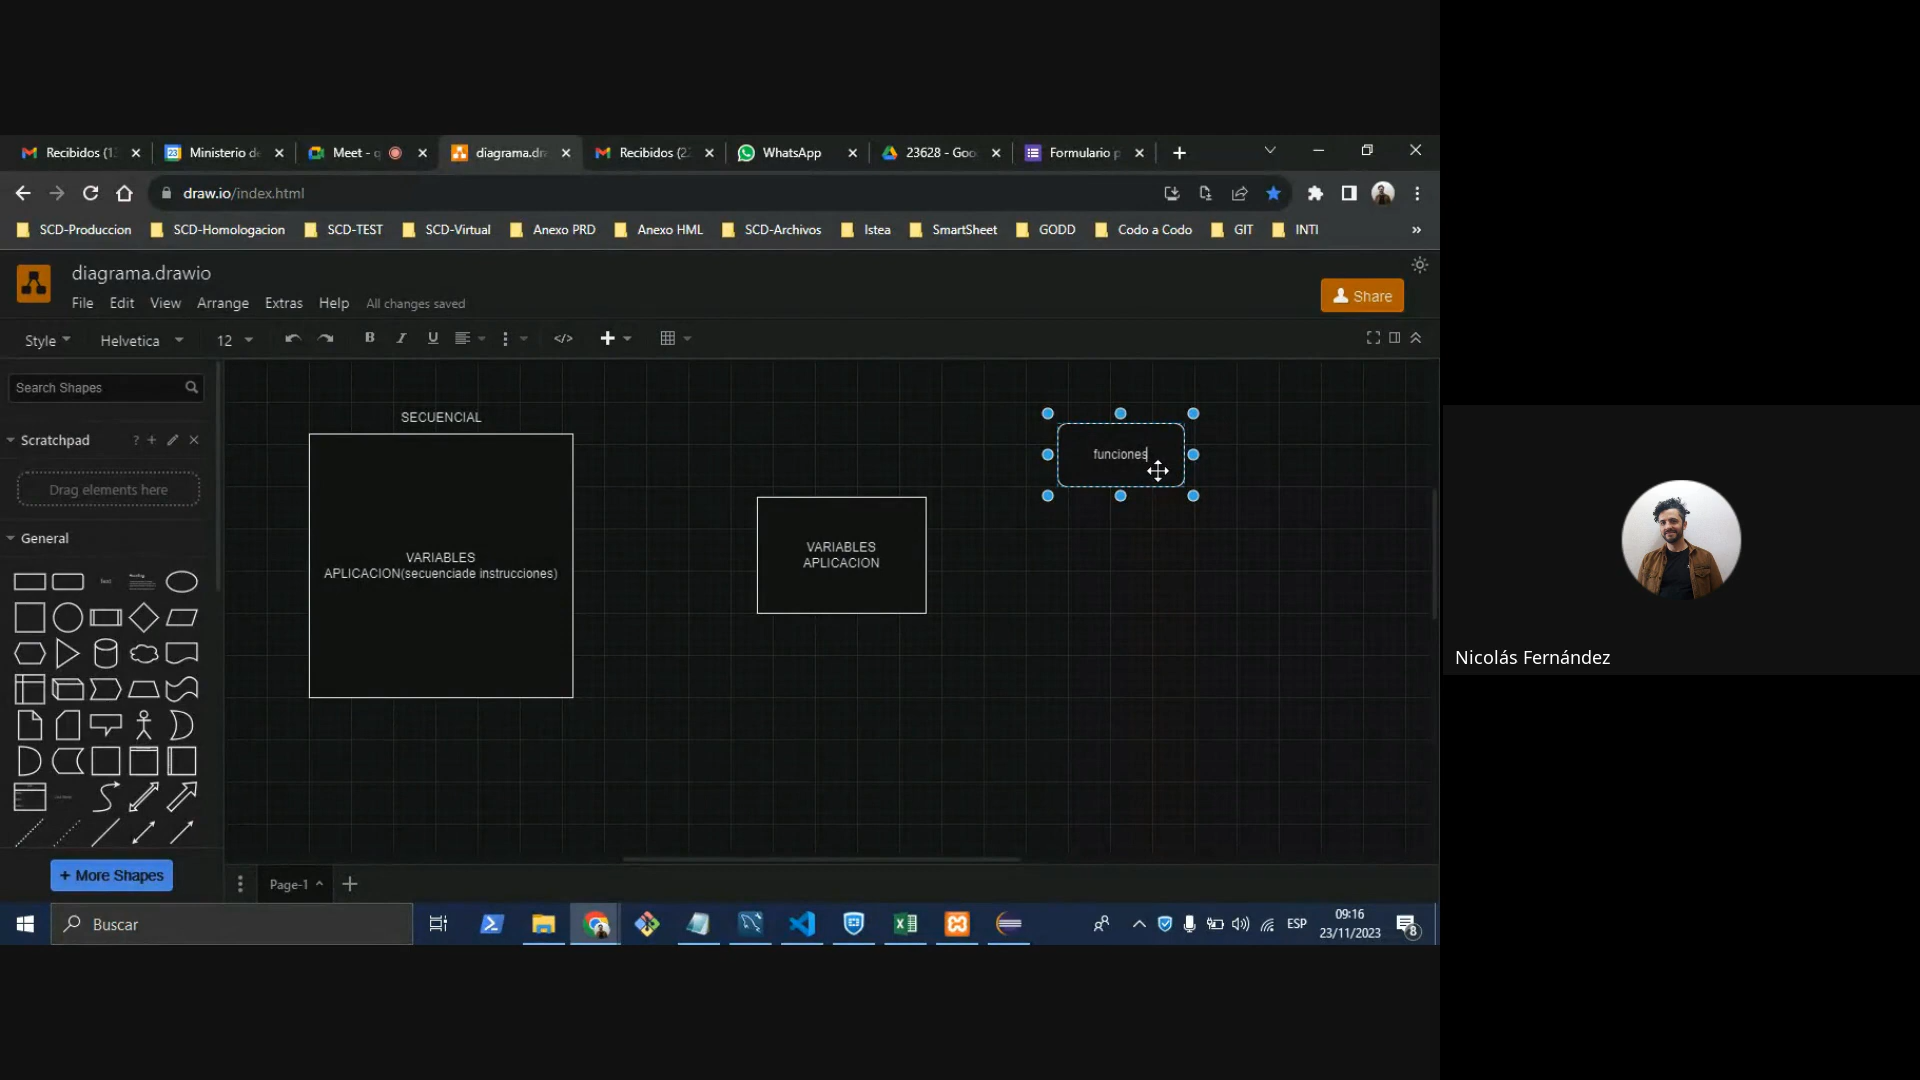 Recibidos (1
Ministerio de
Meet - q
diagrama.dr
Recibidos (2
WhatsApp
23628 - Goo
Formulario p
draw.io/index.html
SCD-Produccion
SCD-Homologacion
SCD-TEST
SCD-Virtual
Anexo PRD
Anexo HML
SCD-Archivos
Istea
SmartSheet
GODD
Codo a Codo
GIT
INTI
»
diagrama.drawio
File
Edit
View
Arrange
Extras
Help
All changes saved
Share
Style
Helvetica
12
B
I
U
</>
Search Shapes
Scratchpad
?
Drag elements here
General
Text
+ More Shapes
SECUENCIAL
VARIABLES
APLICACION(secuenciade instrucciones)
VARIABLES
APLICACION
funciones
Page-1
Nicolás Fernández
Buscar
ESP
09:16
23/11/2023
8